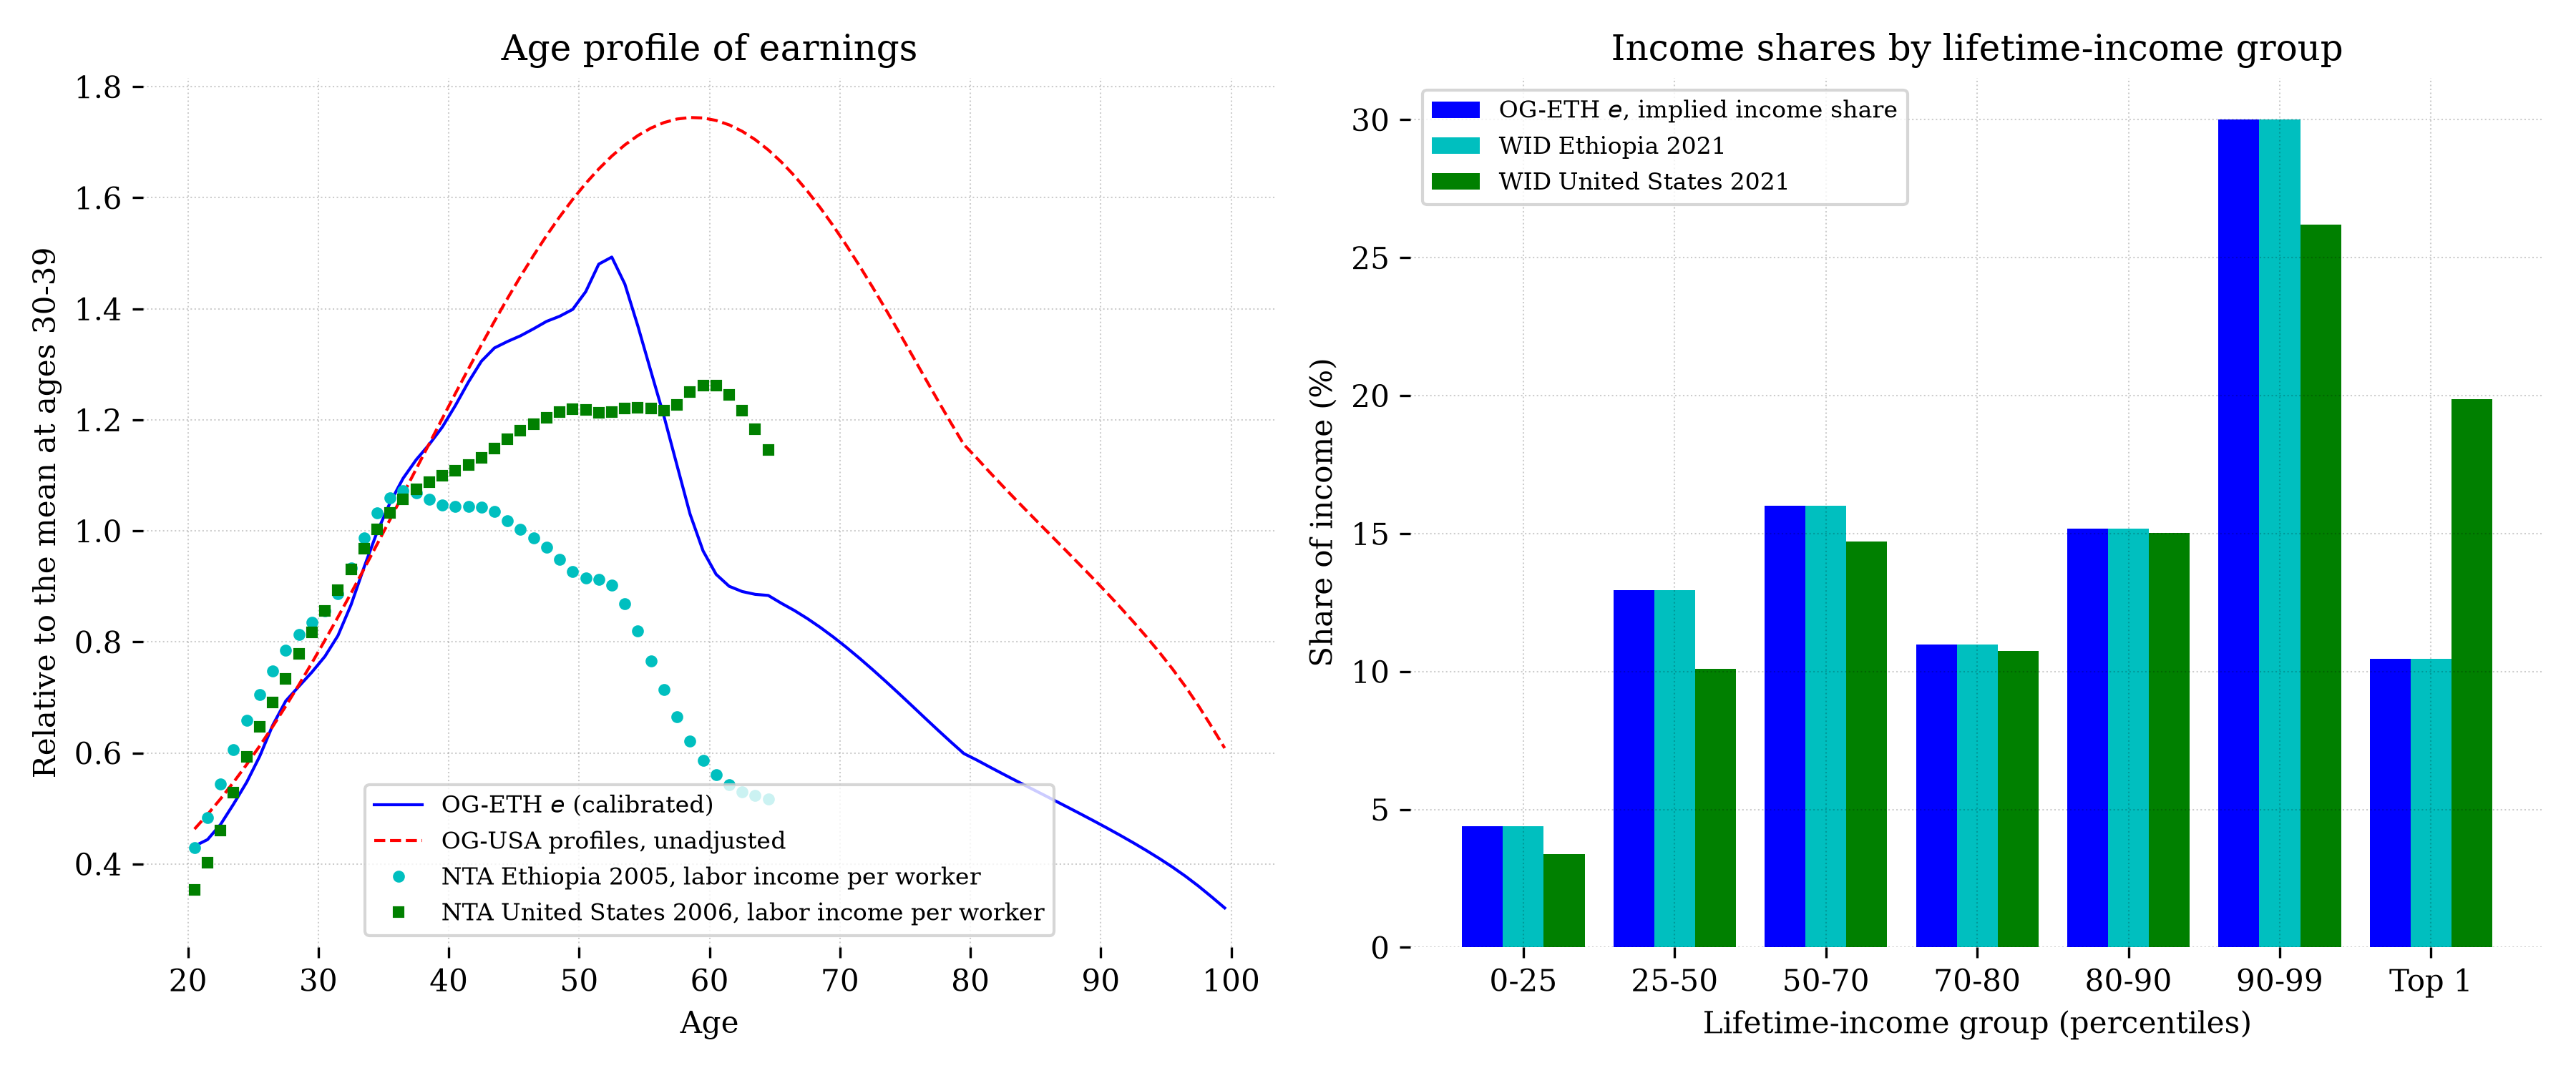 Age profile of earnings
Relative to the mean at ages 30-39
1.8
1.6
1.4
1.2
1.0
0.8
0.6
0.4
OG-ETH e (calibrated)
OG-USA profiles, unadjusted
NTA Ethiopia 2005, labor income per worker
NTA United States 2006, labor income per worker
20 30 40 50 60 70 80 90 100
Age
Income shares by lifetime-income group
Share of income (%)
30
25
20
15
10
5
0
OG-ETH e, implied income share
WID Ethiopia 2021
WID United States 2021
0-25 25-50 50-70 70-80 80-90 90-99 Top 1
Lifetime-income group (percentiles)